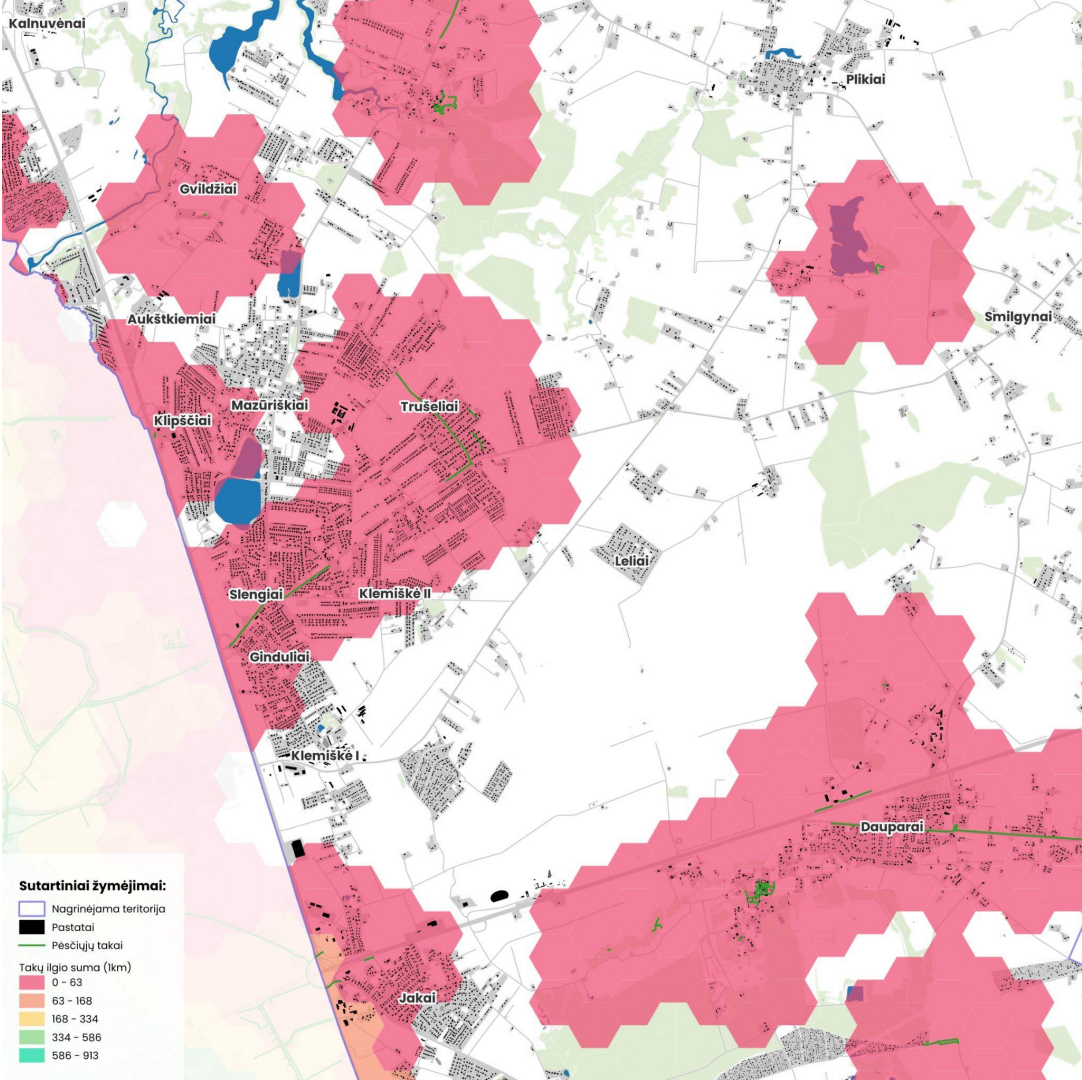 Kalnuvėnai
Plikiai
Gvildžiai
Aukštkiemiai
Smilgynai
Mazūriškiai
Trušeliai
Klipščiai
Leliai
Slengiai
Klemiškė II
Ginduliai
Klemiškė I
Dauparai
Jakai
Sutartiniai žymėjimai:
Nagrinėjama teritorija
Pastatai
Pėsčiųjų takai
Takų ilgio suma (1km)
0 - 63
63 - 168
168 - 334
334 - 586
586 - 913